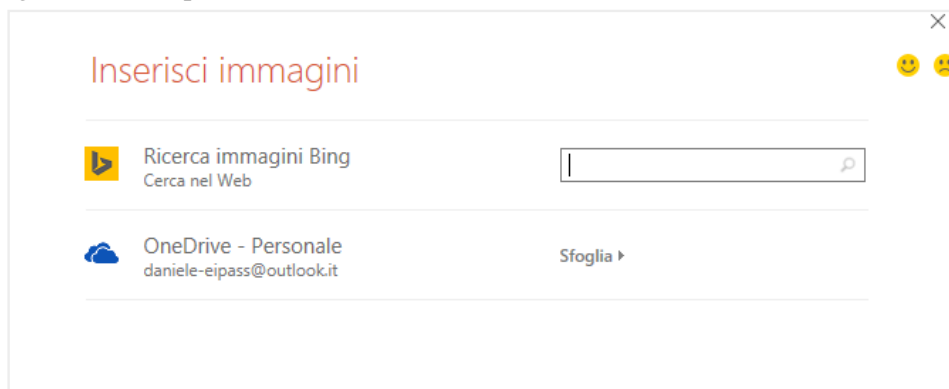 Inserisci immagini
Ricerca immagini Bing
Cerca nel Web
OneDrive - Personale
daniele-eipass@outlook.it
Sfoglia